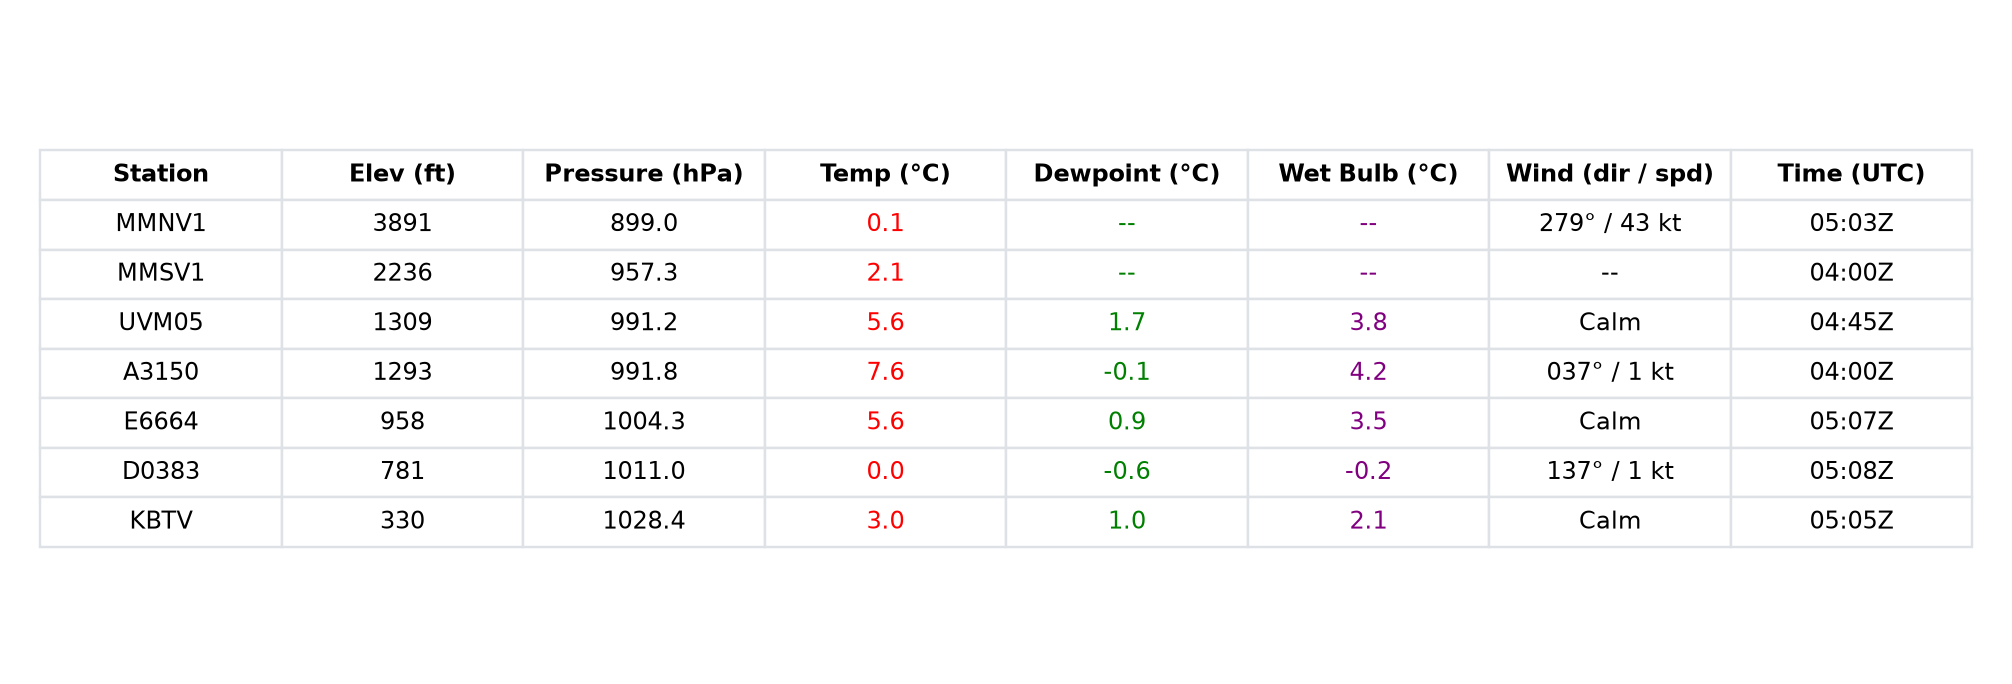 Station Elev (ft) Pressure (hPa) Temp (°C) Dewpoint (°C) Wet Bulb (°C) Wind (dir / spd) Time (UTC)
MMNV1 3891 899.0 0.1 -- -- 279° / 43 kt 05:03Z
MMSV1 2236 957.3 2.1 -- -- -- 04:00Z
UVM05 1309 991.2 5.6 1.7 3.8 Calm 04:45Z
A3150 1293 991.8 7.6 -0.1 4.2 037° / 1 kt 04:00Z
E6664 958 1004.3 5.6 0.9 3.5 Calm 05:07Z
D0383 781 1011.0 0.0 -0.6 -0.2 137° / 1 kt 05:08Z
KBTV 330 1028.4 3.0 1.0 2.1 Calm 05:05Z